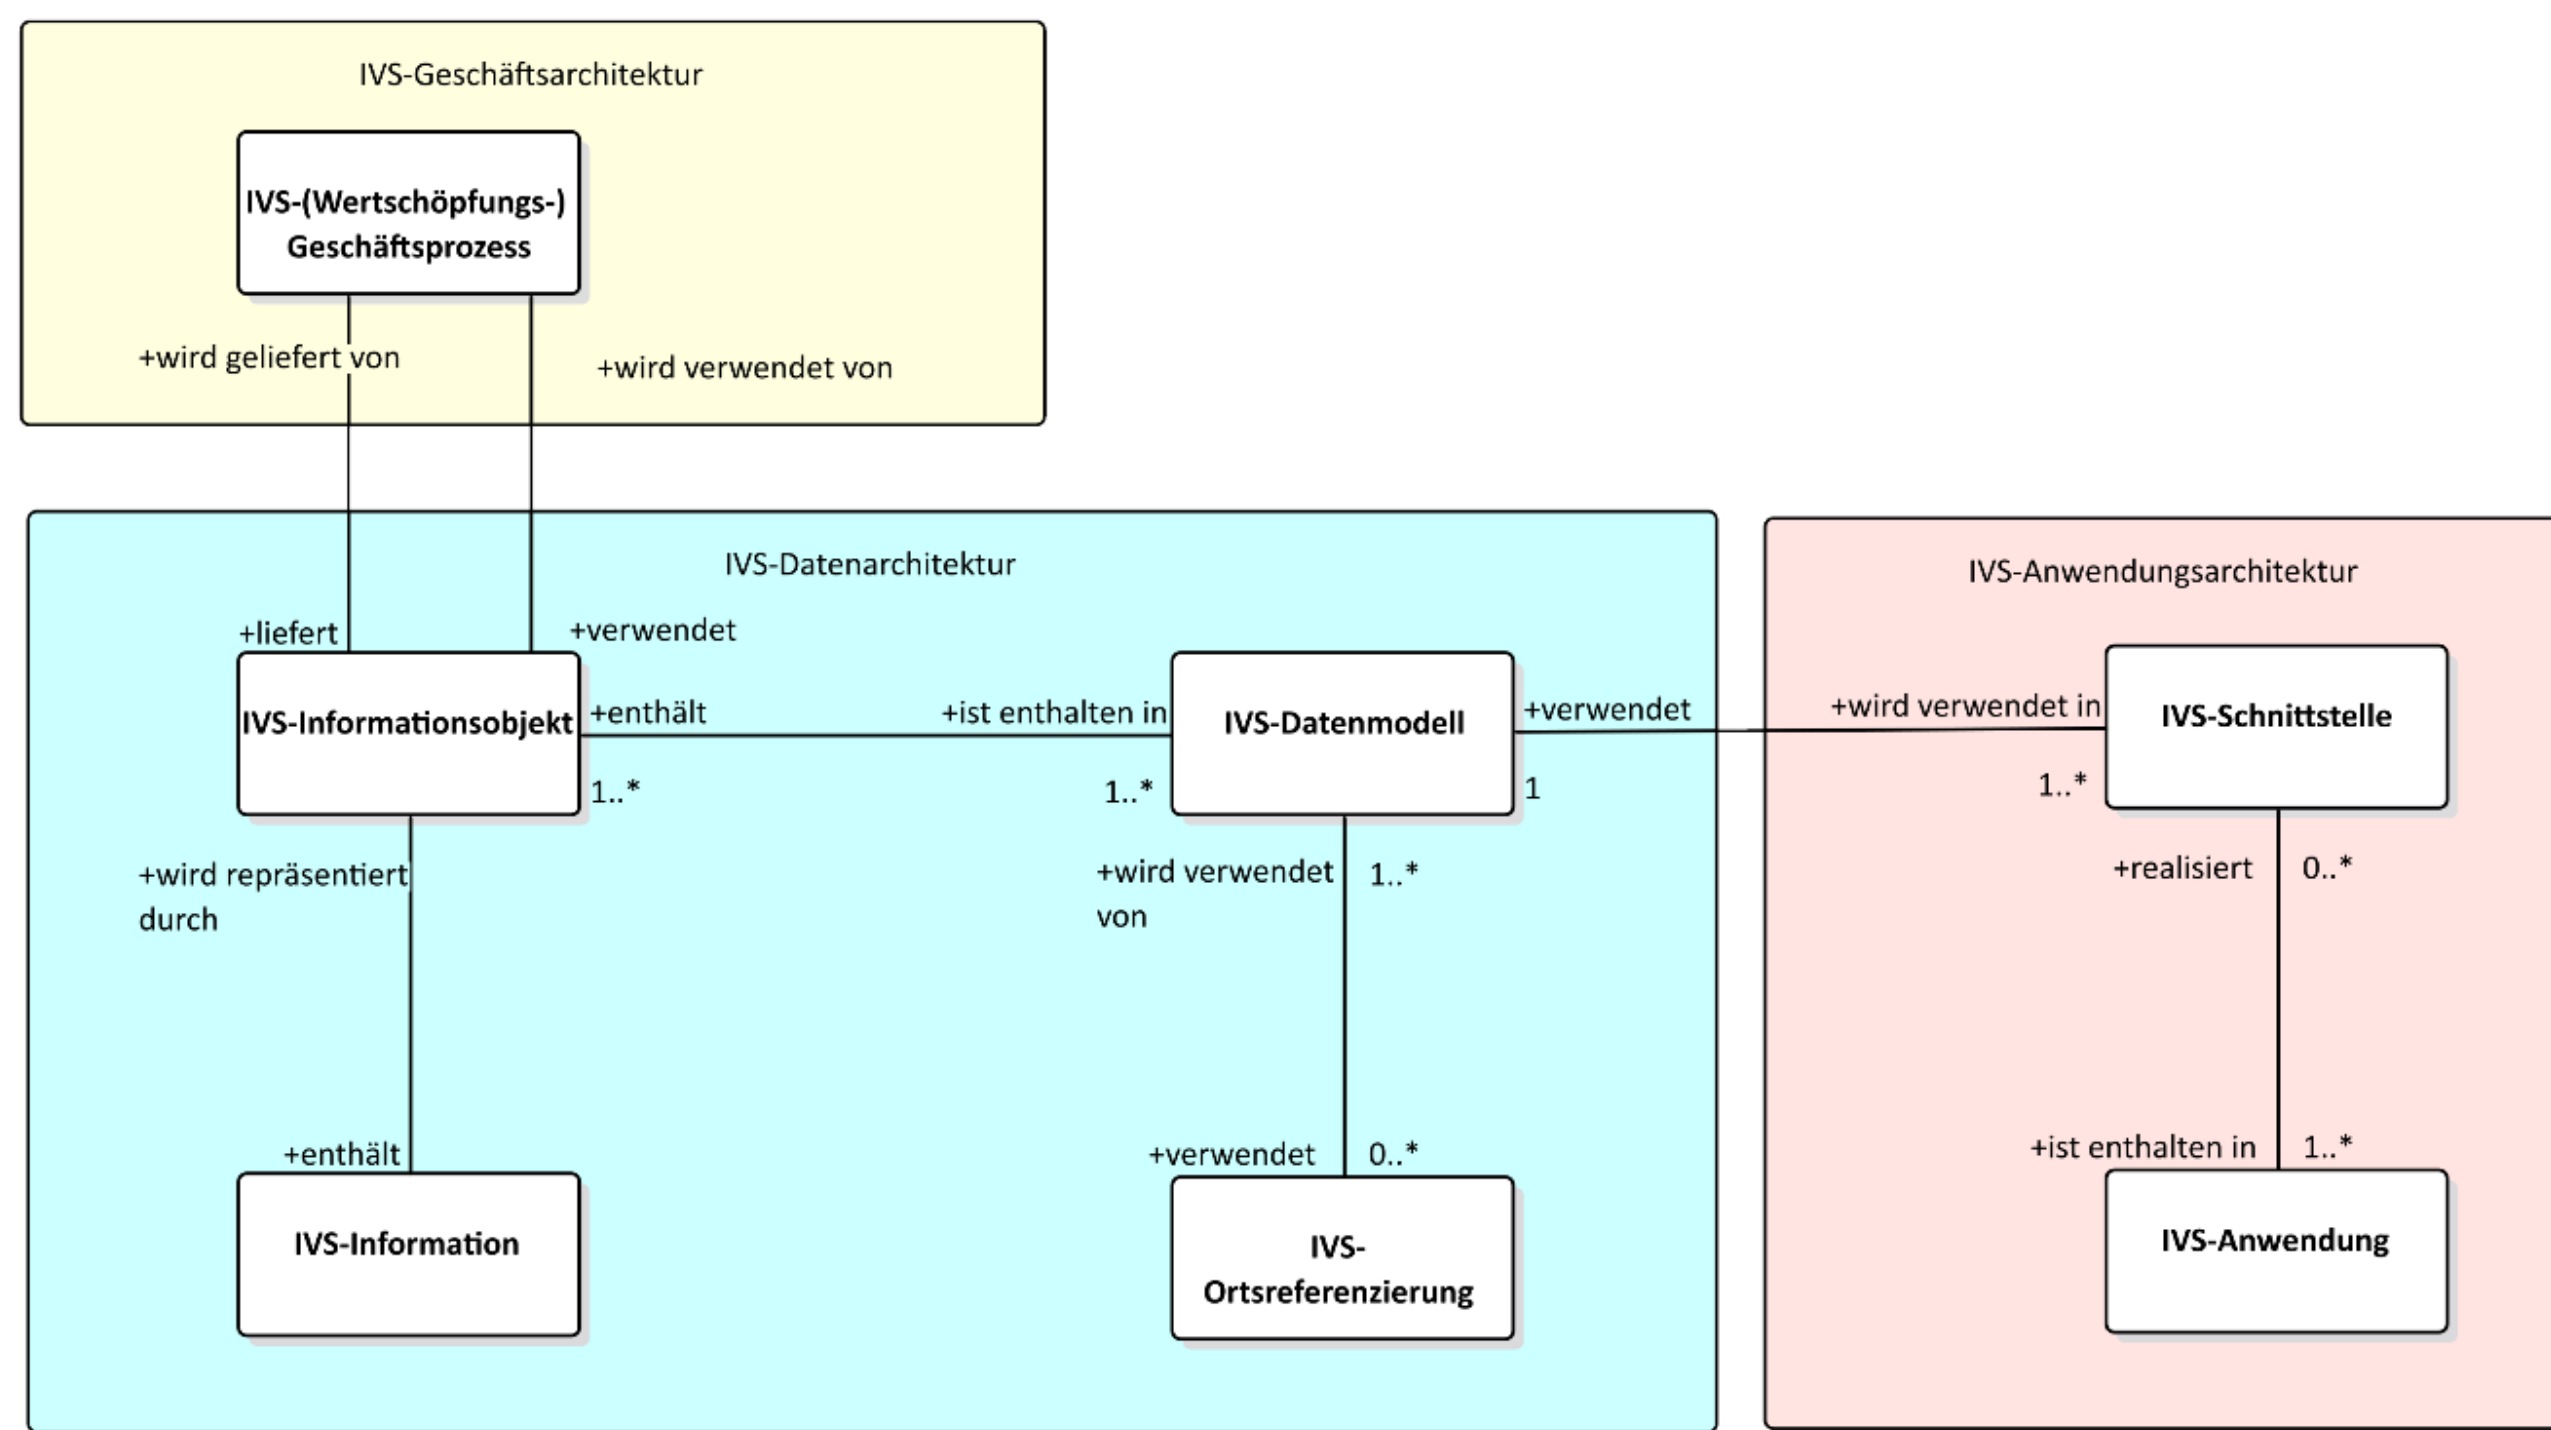 IVS-Geschäftsarchitektur
IVS-(Wertschöpfungs-)
Geschäftsprozess
+wird geliefert von
+wird verwendet von
IVS-Datenarchitektur
+liefert
+verwendet
IVS-Informationsobjekt
+enthält
1..*
+ist enthalten in
1..*
IVS-Datenmodell
+verwendet
1
+wird repräsentiert
durch
+enthält
IVS-Information
+wird verwendet
von
1..*
+verwendet
0..*
IVS-
Ortsreferenzierung
IVS-Anwendungsarchitektur
+wird verwendet in
1..*
IVS-Schnittstelle
+realisiert
0..*
+ist enthalten in
1..*
IVS-Anwendung